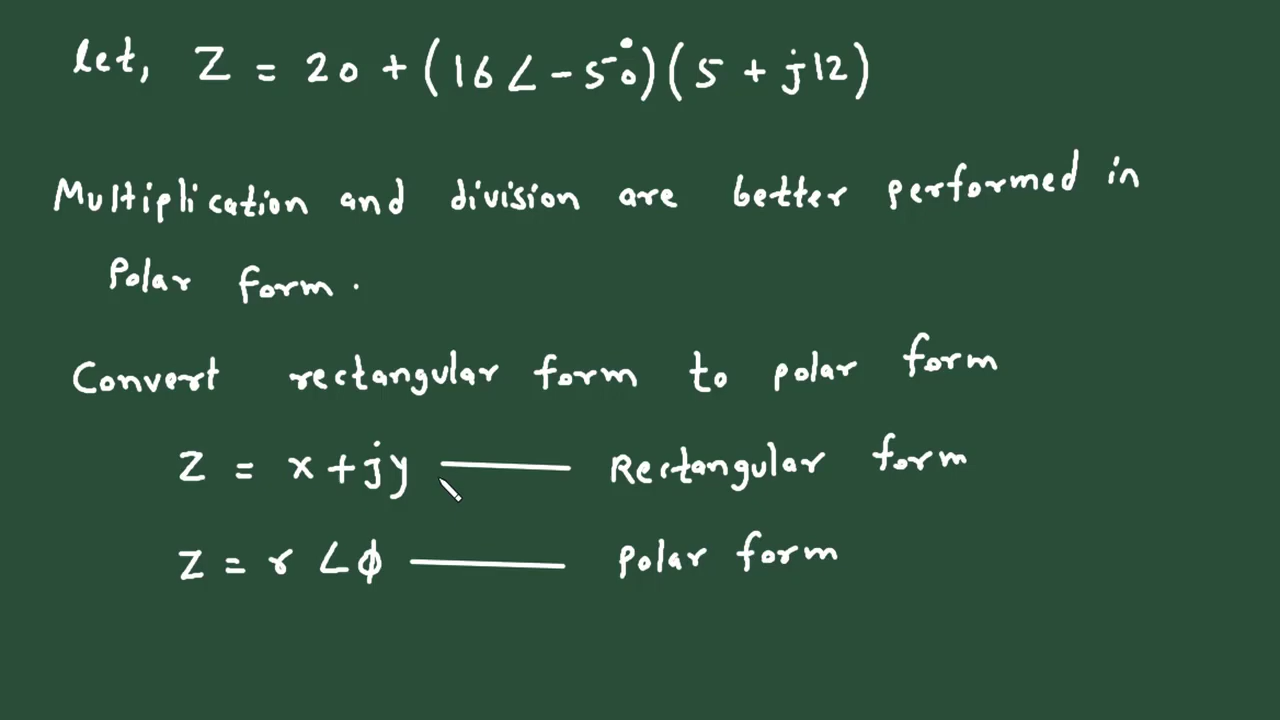 let, Z = 20 + (16 ∠ -50°)(5 + j12)
Multiplication and division are better performed in
Polar form.
Convert rectangular form to polar form
Z = x + jy —— Rectangular form
Z = r ∠ϕ —— Polar form